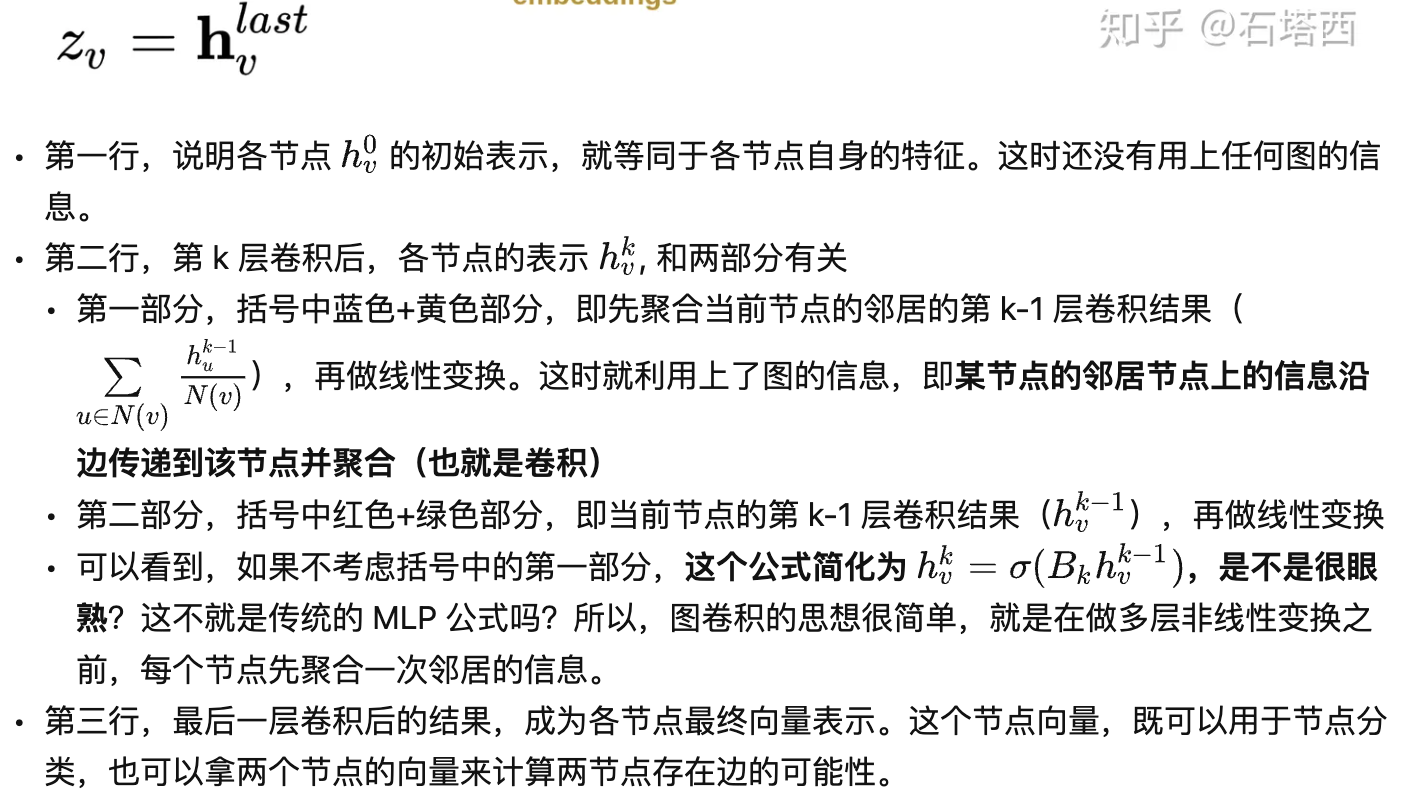 embeddings
z_v = h_v^{last}
知乎 @石塔西
• 第一行，说明各节点 h_v^0 的初始表示，就等同于各节点自身的特征。这时还没有用上任何图的信
息。
• 第二行，第 k 层卷积后，各节点的表示 h_v^k, 和两部分有关
• 第一部分，括号中蓝色+黄色部分，即先聚合当前节点的邻居的第 k-1 层卷积结果（
\sum_{u∈N(v)} \frac{h_u^{k-1}}{N(v)}），再做线性变换。这时就利用上了图的信息，即某节点的邻居节点上的信息沿
边传递到该节点并聚合（也就是卷积）
• 第二部分，括号中红色+绿色部分，即当前节点的第 k-1 层卷积结果（h_v^{k-1}），再做线性变换
• 可以看到，如果不考虑括号中的第一部分，这个公式简化为 h_v^k = σ(B_k h_v^{k-1})，是不是很眼
熟？这不就是传统的 MLP 公式吗？所以，图卷积的思想很简单，就是在做多层非线性变换之
前，每个节点先聚合一次邻居的信息。
• 第三行，最后一层卷积后的结果，成为各节点最终向量表示。这个节点向量，既可以用于节点分
类，也可以拿两个节点的向量来计算两节点存在边的可能性。